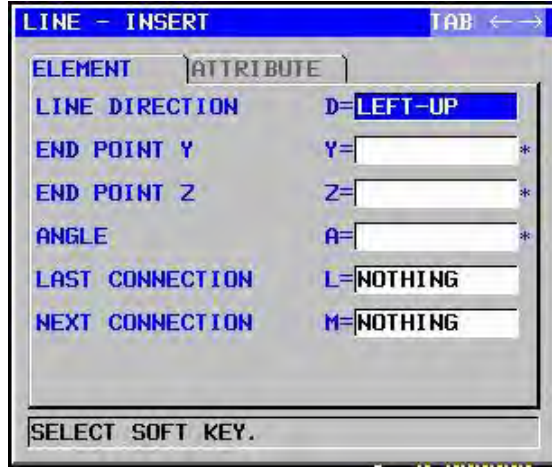 LINE - INSERT TAB ←→
ELEMENT ATTRIBUTE
LINE DIRECTION D=LEFT-UP
END POINT Y Y= *
END POINT Z Z= *
ANGLE A= *
LAST CONNECTION L=NOTHING
NEXT CONNECTION M=NOTHING
SELECT SOFT KEY.